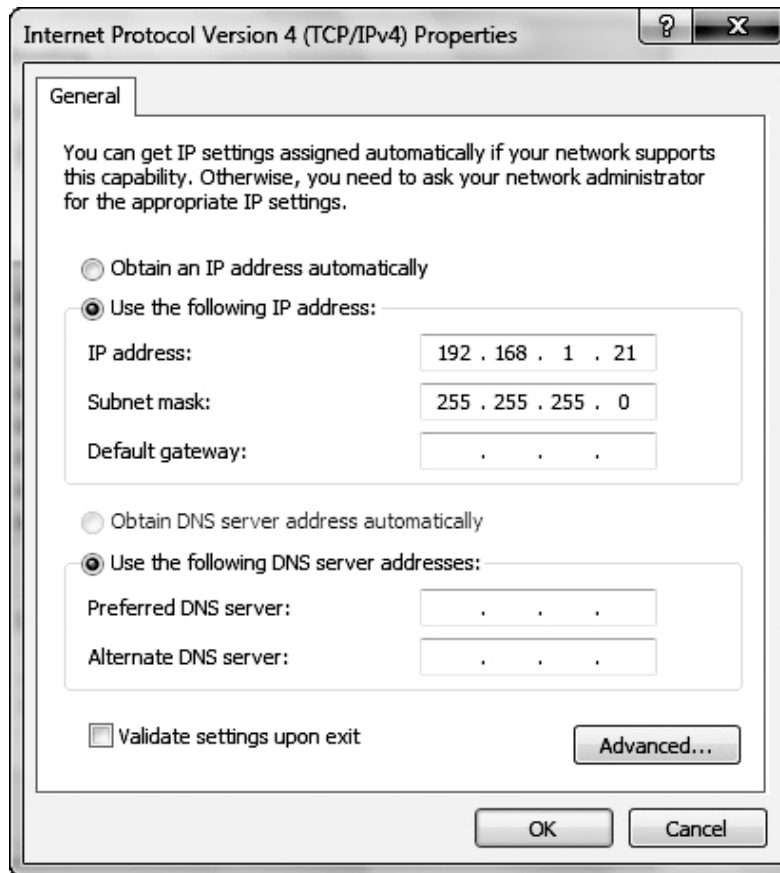 Internet Protocol Version 4 (TCP/IPv4) Properties
General
You can get IP settings assigned automatically if your network supports
this capability. Otherwise, you need to ask your network administrator
for the appropriate IP settings.
Obtain an IP address automatically
Use the following IP address:
IP address: 192 . 168 . 1 . 21
Subnet mask: 255 . 255 . 255 . 0
Default gateway: . . .
Obtain DNS server address automatically
Use the following DNS server addresses:
Preferred DNS server: . . .
Alternate DNS server: . . .
Validate settings upon exit
Advanced...
OK Cancel